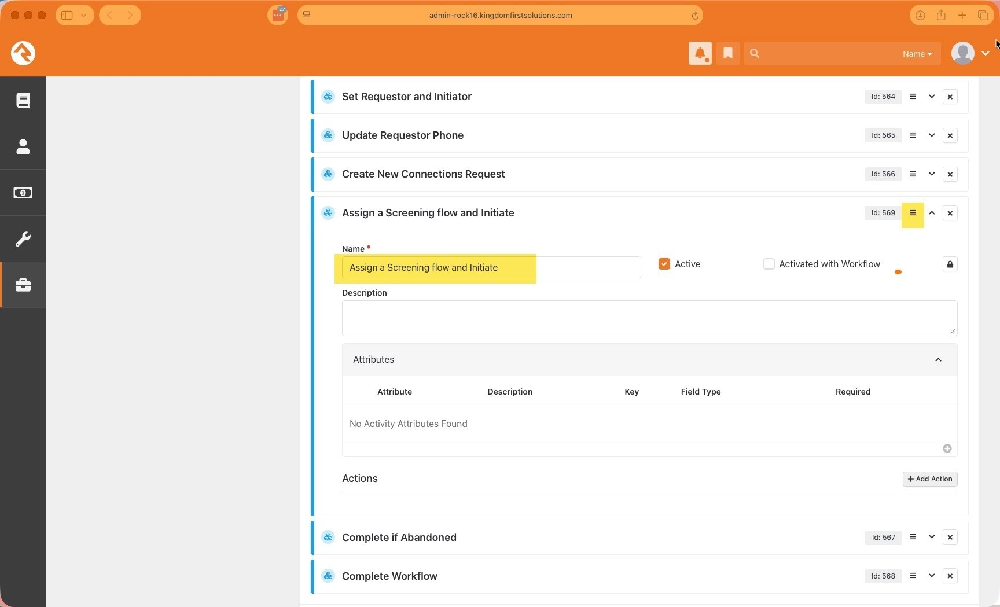 27
admin-rock16.kingdomfirstsolutions.com
Name
Set Requestor and Initiator
Id: 564
Update Requestor Phone
Id: 565
Create New Connections Request
Id: 566
Assign a Screening flow and Initiate
Id: 569
Name
Assign a Screening flow and Initiate
Active
Activated with Workflow
Description
Attributes
Attribute Description Key Field Type Required
No Activity Attributes Found
Actions
Add Action
Complete if Abandoned
Id: 567
Complete Workflow
Id: 568